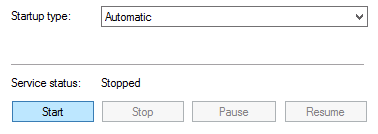 Startup type: Automatic
Service status: Stopped
Start Stop Pause Resume